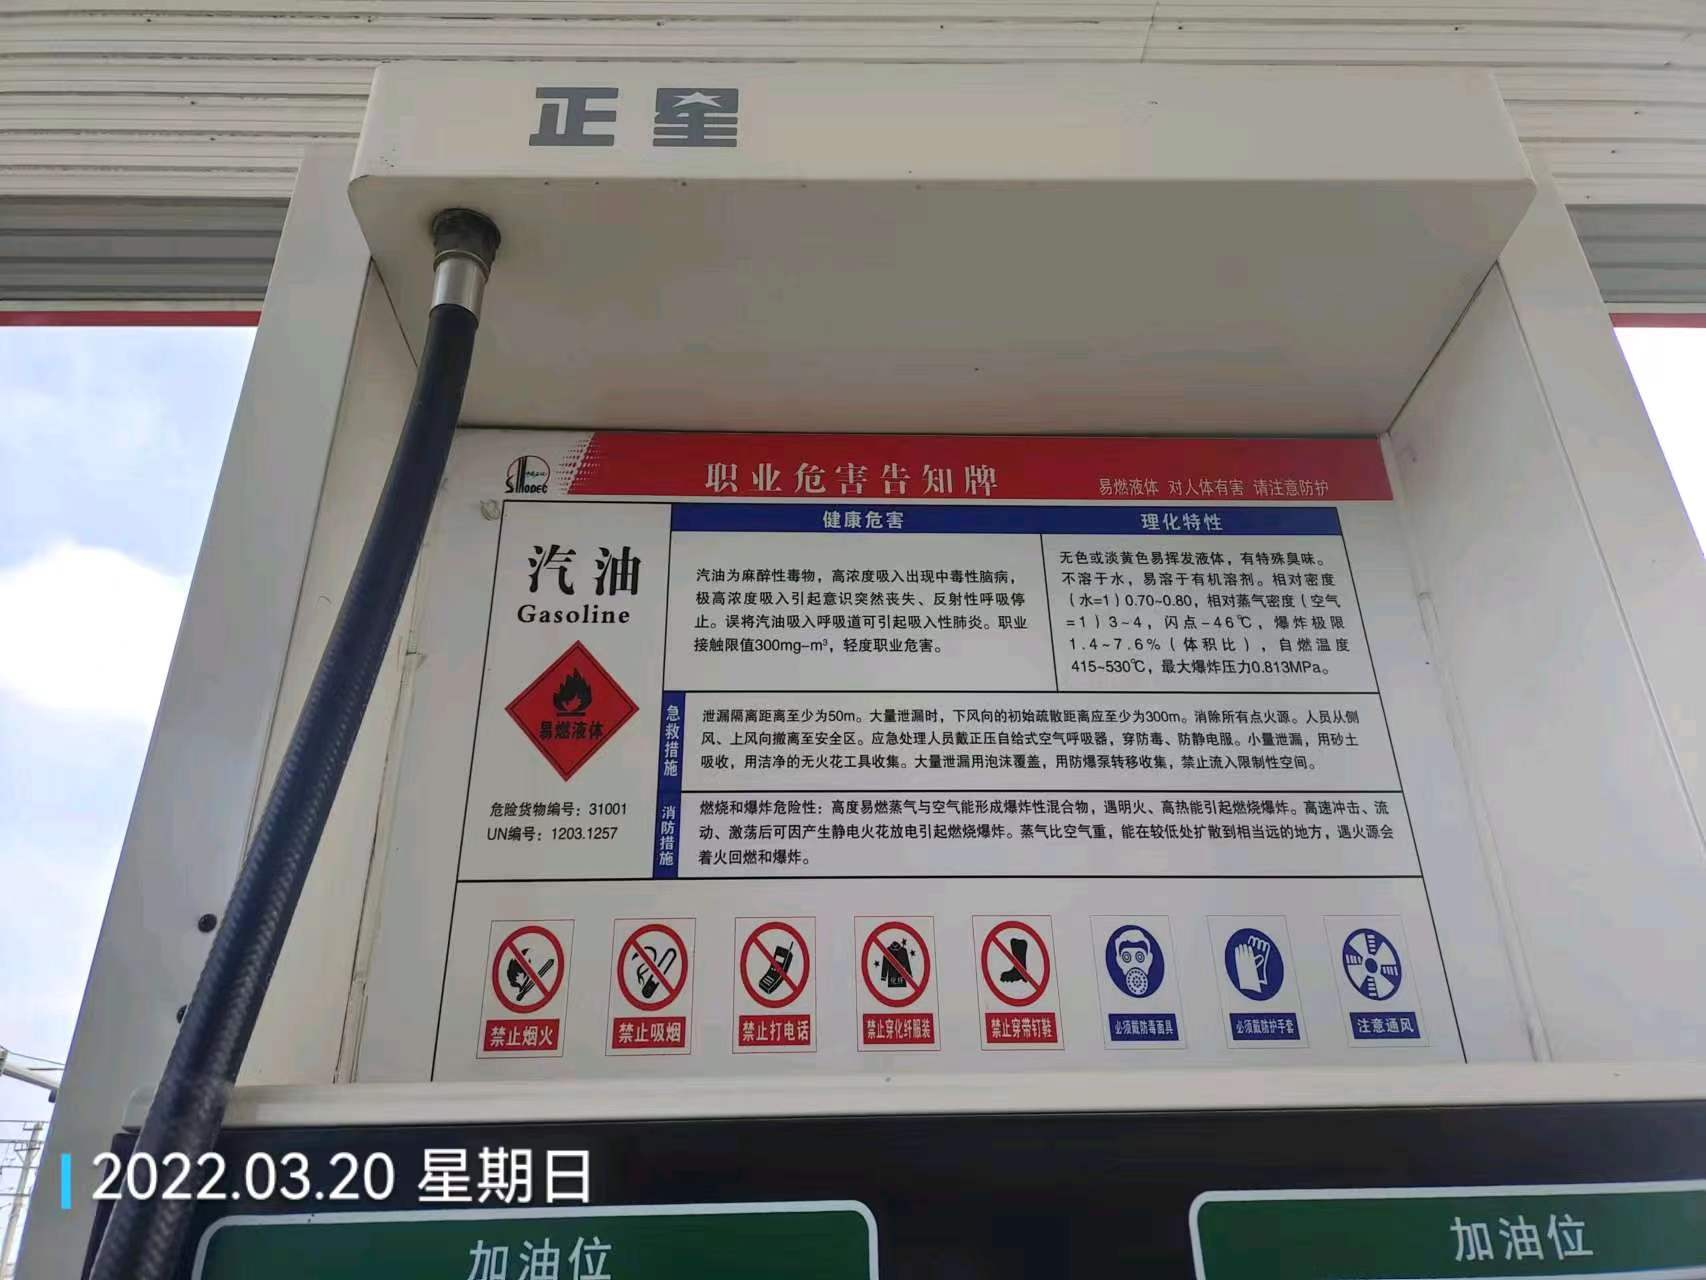 正星
SINOPEC
职业危害告知牌
易燃液体 对人体有害 请注意防护
汽油
Gasoline
易燃液体
危险货物编号：31001
UN编号：1203.1257
健康危害
汽油为麻醉性毒物，高浓度吸入出现中毒性脑病，
极高浓度吸入引起意识突然丧失、反射性呼吸停
止。误将汽油吸入呼吸道可引起吸入性肺炎。职业
接触限值300mg-m³，轻度职业危害。
理化特性
无色或淡黄色易挥发液体，有特殊臭味。
不溶于水，易溶于有机溶剂。相对密度
（水=1）0.70~0.80，相对蒸气密度（空气
=1）3~4，闪点-46℃，爆炸极限
1.4~7.6%（体积比），自燃温度
415~530℃，最大爆炸压力0.813MPa。
急救措施
泄漏隔离距离至少为50m。大量泄漏时，下风向的初始疏散距离应至少为300m。消除所有点火源。人员从侧
风、上风向撤离至安全区。应急处理人员戴正压自给式空气呼吸器，穿防毒、防静电服。小量泄漏，用砂土
吸收，用洁净的无火花工具收集。大量泄漏用泡沫覆盖，用防爆泵转移收集，禁止流入限制性空间。
消防措施
燃烧和爆炸危险性：高度易燃蒸气与空气能形成爆炸性混合物，遇明火、高热能引起燃烧爆炸。高速冲击、流
动、激荡后可因产生静电火花放电引起燃烧爆炸。蒸气比空气重，能在较低处扩散到相当远的地方，遇火源会
着火回燃和爆炸。
禁止烟火
禁止吸烟
禁止打电话
禁止穿化纤服装
禁止穿带钉鞋
必须戴防毒面具
必须戴防护手套
注意通风
2022.03.20 星期日
加油位
加油位